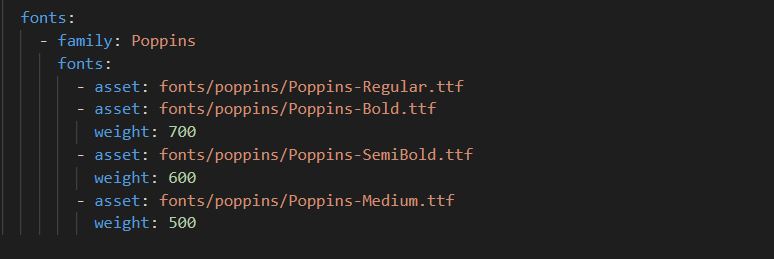 fonts:
- family: Poppins
fonts:
- asset: fonts/poppins/Poppins-Regular.ttf
- asset: fonts/poppins/Poppins-Bold.ttf
weight: 700
- asset: fonts/poppins/Poppins-SemiBold.ttf
weight: 600
- asset: fonts/poppins/Poppins-Medium.ttf
weight: 500